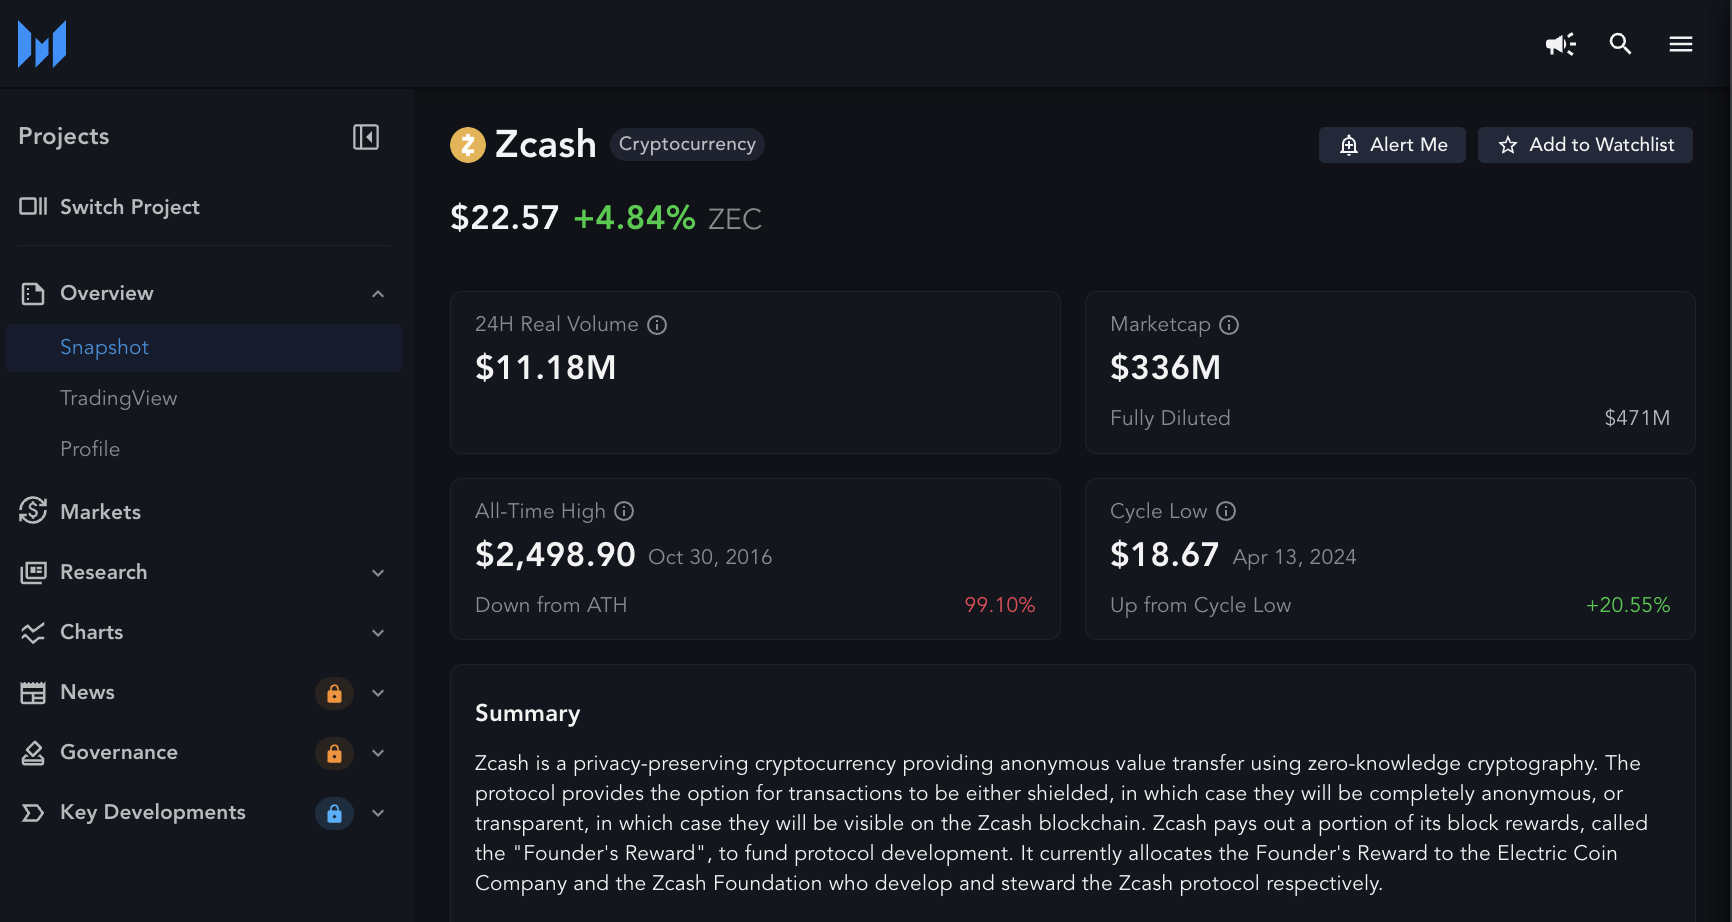 Projects
Switch Project
Overview
Snapshot
TradingView
Profile
Markets
Research
Charts
News
Governance
Key Developments
Zcash Cryptocurrency
Alert Me
Add to Watchlist
$22.57 +4.84% ZEC
24H Real Volume
$11.18M
Marketcap
$336M
Fully Diluted $471M
All-Time High
$2,498.90 Oct 30, 2016
Down from ATH 99.10%
Cycle Low
$18.67 Apr 13, 2024
Up from Cycle Low +20.55%
Summary
Zcash is a privacy-preserving cryptocurrency providing anonymous value transfer using zero-knowledge cryptography. The
protocol provides the option for transactions to be either shielded, in which case they will be completely anonymous, or
transparent, in which case they will be visible on the Zcash blockchain. Zcash pays out a portion of its block rewards, called
the "Founder's Reward", to fund protocol development. It currently allocates the Founder's Reward to the Electric Coin
Company and the Zcash Foundation who develop and steward the Zcash protocol respectively.